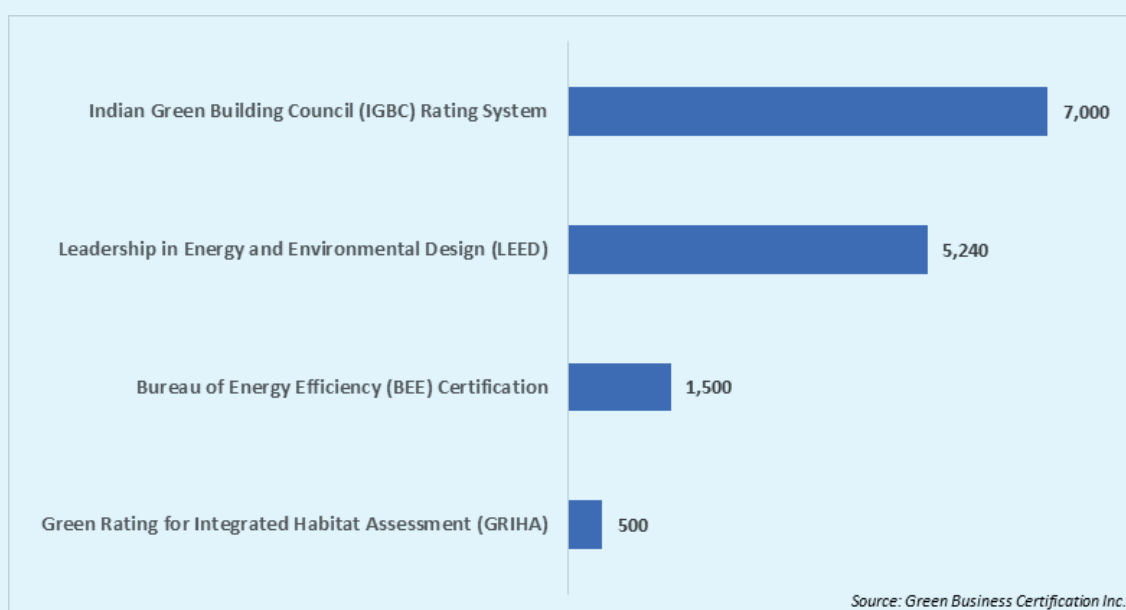 Indian Green Building Council (IGBC) Rating System
7,000
Leadership in Energy and Environmental Design (LEED)
5,240
Bureau of Energy Efficiency (BEE) Certification
1,500
Green Rating for Integrated Habitat Assessment (GRIHA)
500
Source: Green Business Certification Inc.